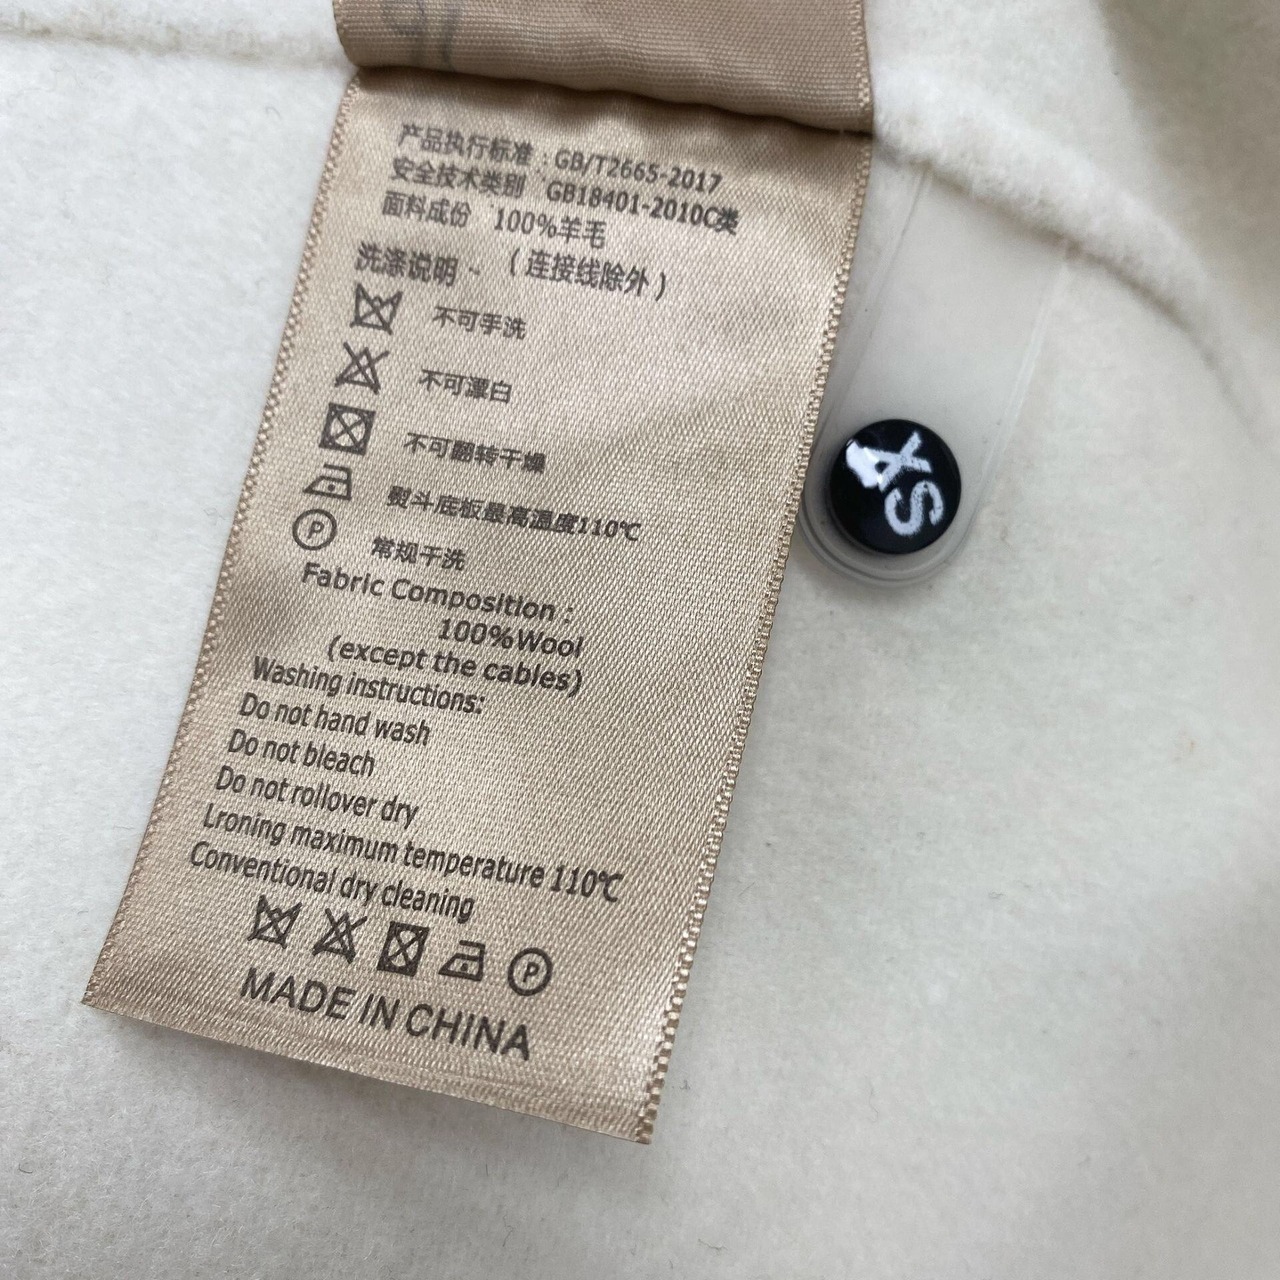 产品执行标准：GB/T2665-2017
安全技术类别 GB18401-2010C类
面料成份 100%羊毛
洗涤说明 - （连接线除外）
不可手洗
不可漂白
不可翻转干燥
熨斗底板最高温度110℃
P 常规干洗
Fabric Composition :
100%Wool
(except the cables)
Washing instructions:
Do not hand wash
Do not bleach
Do not rollover dry
Lroning maximum temperature 110℃
Conventional dry cleaning
P
MADE IN CHINA
XS